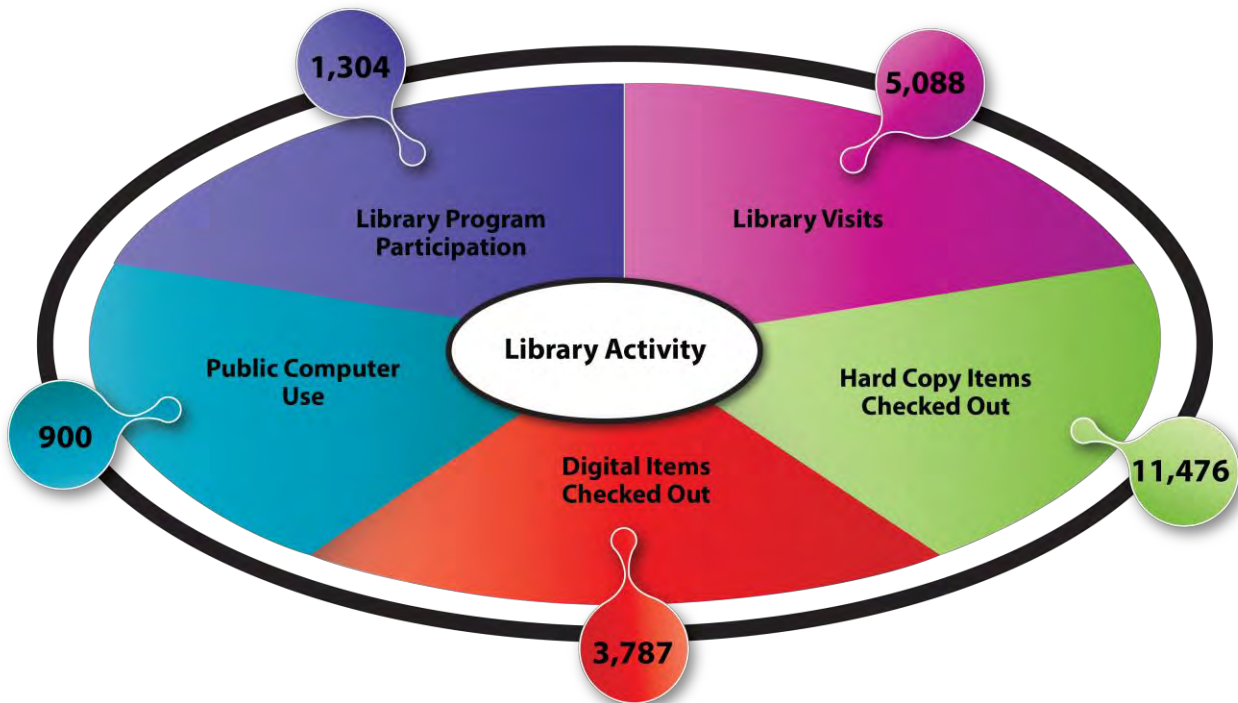 1,304
5,088
Library Program
Participation
Library Visits
Library Activity
Public Computer
Use
Hard Copy Items
Checked Out
900
Digital Items
Checked Out
11,476
3,787